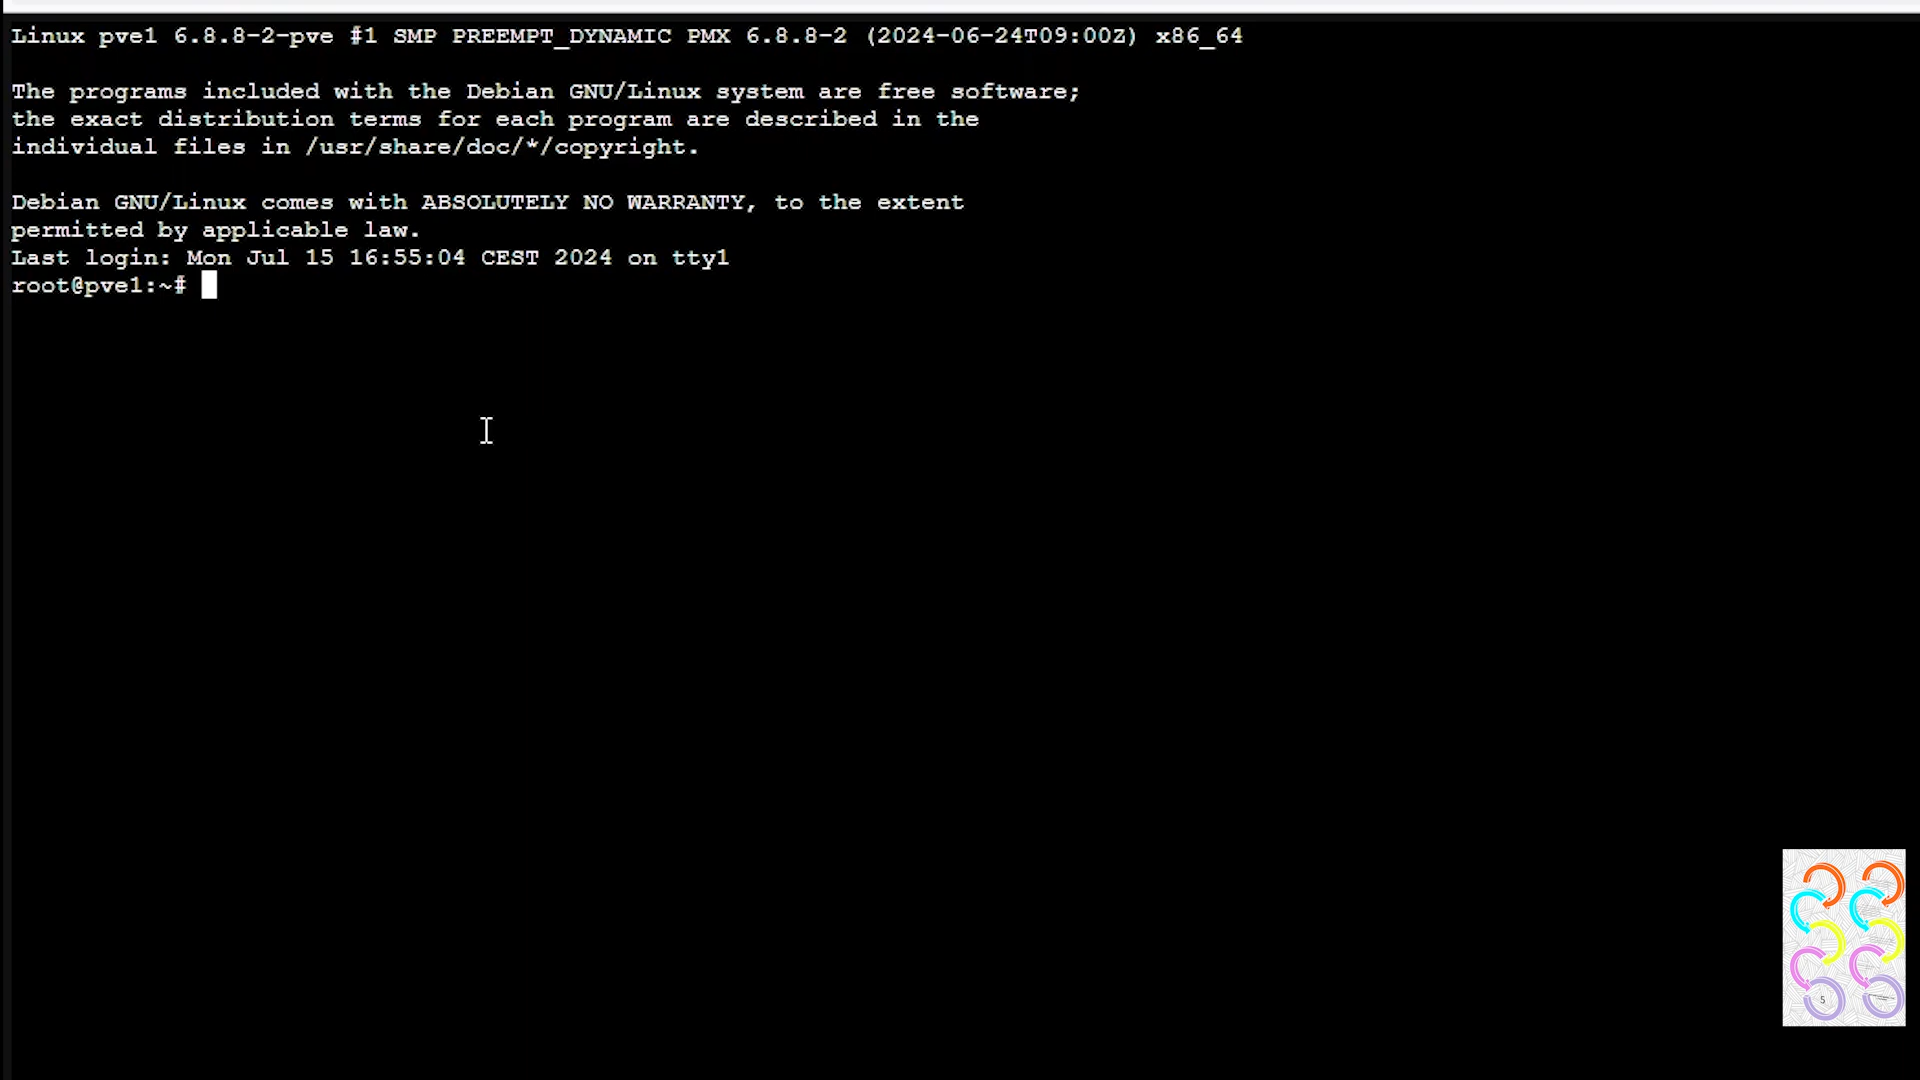 Linux pve1 6.8.8-2-pve #1 SMP PREEMPT_DYNAMIC PMX 6.8.8-2 (2024-06-24T09:00Z) x86_64
The programs included with the Debian GNU/Linux system are free software;
the exact distribution terms for each program are described in the
individual files in /usr/share/doc/*/copyright.
Debian GNU/Linux comes with ABSOLUTELY NO WARRANTY, to the extent
permitted by applicable law.
Last login: Mon Jul 15 16:55:04 CEST 2024 on tty1
root@pve1:~#
5